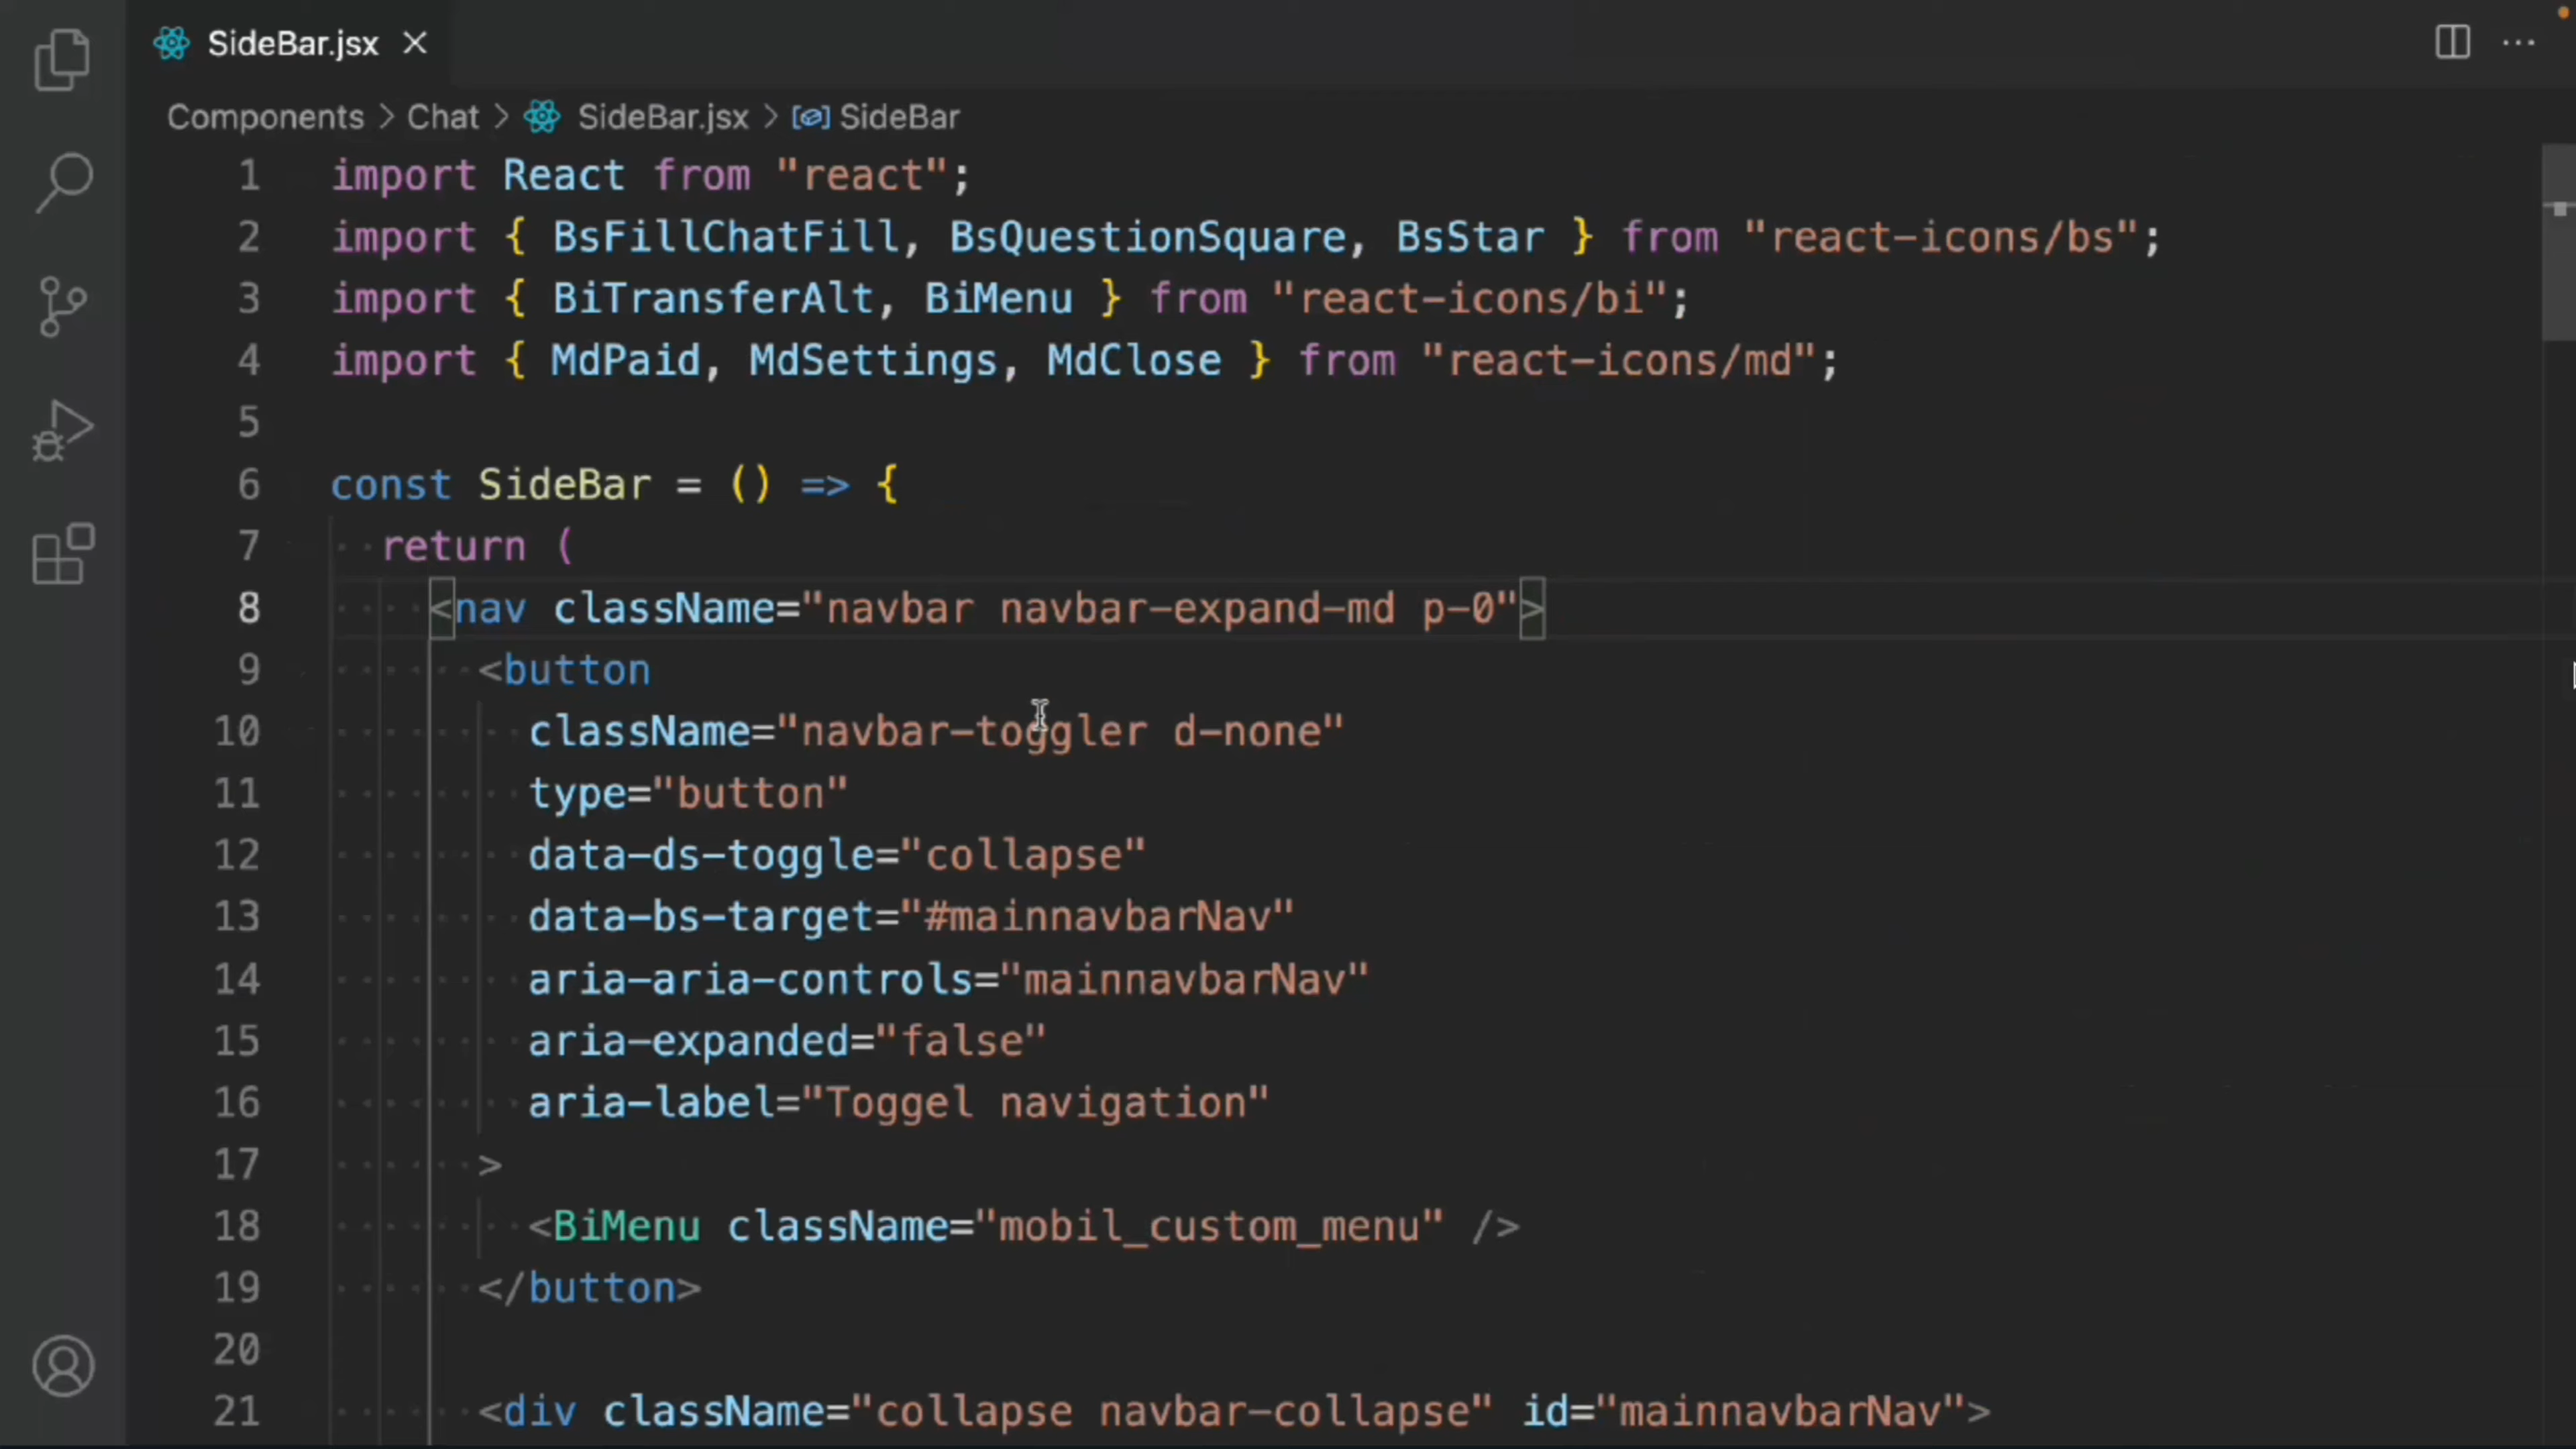 SideBar.jsx
Components > Chat > SideBar.jsx > SideBar
1 import React from "react";
2 import { BsFillChatFill, BsQuestionSquare, BsStar } from "react-icons/bs";
3 import { BiTransferAlt, BiMenu } from "react-icons/bi";
4 import { MdPaid, MdSettings, MdClose } from "react-icons/md";
5
6 const SideBar = () => {
7 return (
8 <nav className="navbar navbar-expand-md p-0">
9 <button
10 className="navbar-toggler d-none"
11 type="button"
12 data-ds-toggle="collapse"
13 data-bs-target="#mainnavbarNav"
14 aria-aria-controls="mainnavbarNav"
15 aria-expanded="false"
16 aria-label="Toggel navigation"
17 >
18 <BiMenu className="mobil_custom_menu" />
19 </button>
20
21 <div className="collapse navbar-collapse" id="mainnavbarNav">